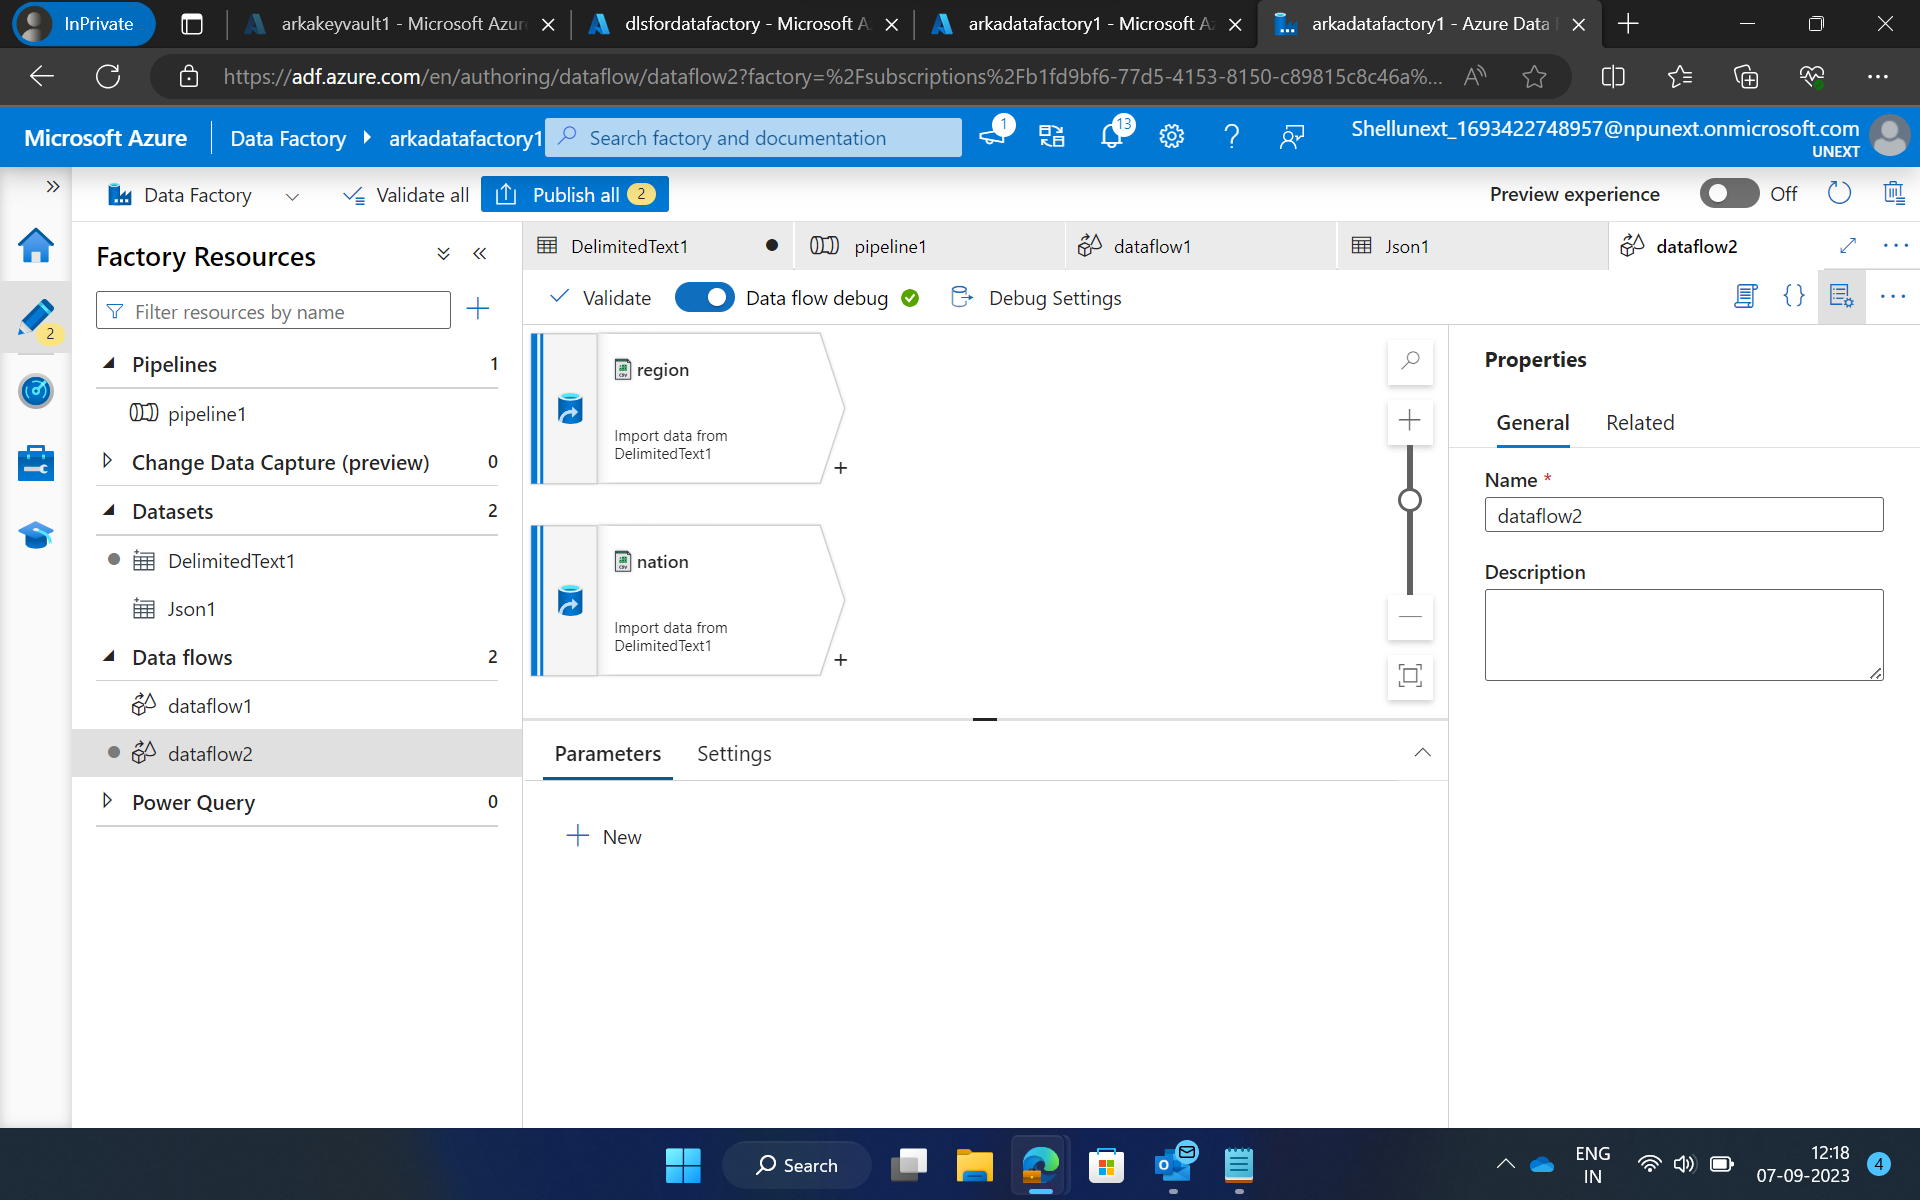 InPrivate
arkakeyvault1 - Microsoft Azur
dlsfordatafactory - Microsoft A
arkadatafactory1 - Microsoft Az
arkadatafactory1 - Azure Data
https://adf.azure.com/en/authoring/dataflow/dataflow2?factory=%2Fsubscriptions%2Fb1fd9bf6-77d5-4153-8150-c89815c8c46a%...
Microsoft Azure
Data Factory
arkadatafactory1
Search factory and documentation
1
13
Shellunext_1693422748957@npunext.onmicrosoft.com
UNEXT
Data Factory
Validate all
Publish all 2
Preview experience
Off
2
Factory Resources
Filter resources by name
Pipelines 1
pipeline1
Change Data Capture (preview) 0
Datasets 2
DelimitedText1
Json1
Data flows 2
dataflow1
dataflow2
Power Query 0
DelimitedText1
pipeline1
dataflow1
Json1
dataflow2
Validate
Data flow debug
Debug Settings
region
Import data from
DelimitedText1
+
nation
Import data from
DelimitedText1
+
Parameters
Settings
New
Properties
General
Related
Name *
dataflow2
Description
Search
ENG
IN
12:18
07-09-2023
4